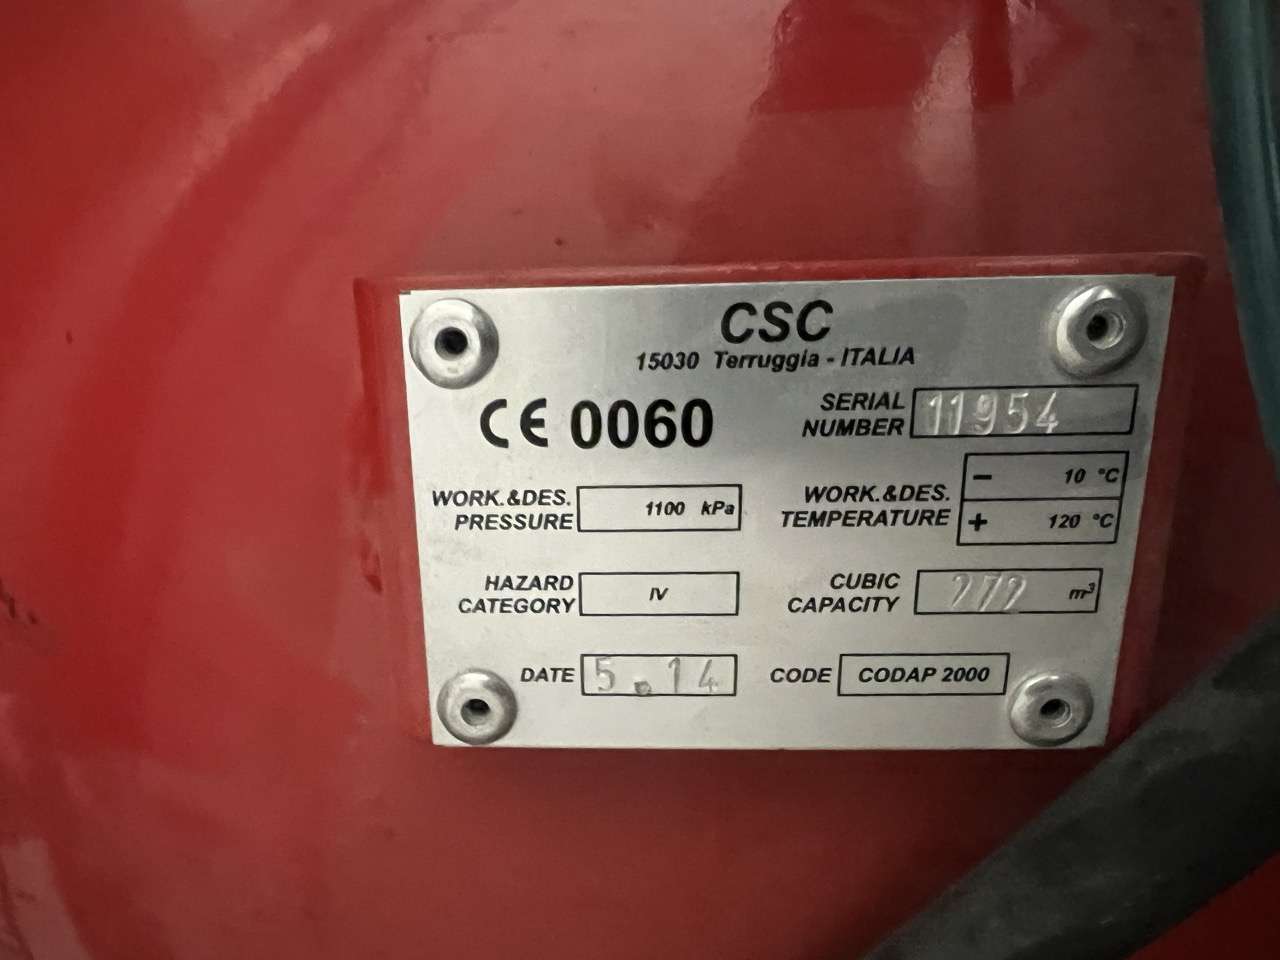 CSC
15030 Terruggia - ITALIA
CE 0060
SERIAL NUMBER 11954
WORK.&DES. PRESSURE 1100 kPa
WORK.&DES. TEMPERATURE
- 10 °C
+ 120 °C
HAZARD CATEGORY IV
CUBIC CAPACITY 272 m³
DATE 5.14
CODE CODAP 2000